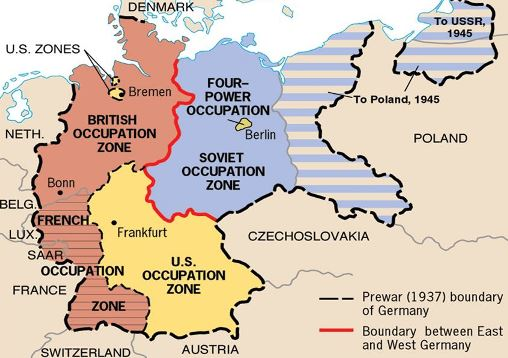 DENMARK
To USSR,
1945
U.S. ZONES
FOUR–
POWER
OCCUPATION
To Poland, 1945
Bremen
BRITISH
OCCUPATION
ZONE
Berlin
NETH.
POLAND
SOVIET
OCCUPATION
ZONE
Bonn
BELG.
FRENCH
LUX.
Frankfurt
CZECHOSLOVAKIA
SAAR
OCCUPATION
U.S.
OCCUPATION
ZONE
FRANCE
ZONE
Prewar (1937) boundary
of Germany
Boundary between East
and West Germany
SWITZERLAND
AUSTRIA